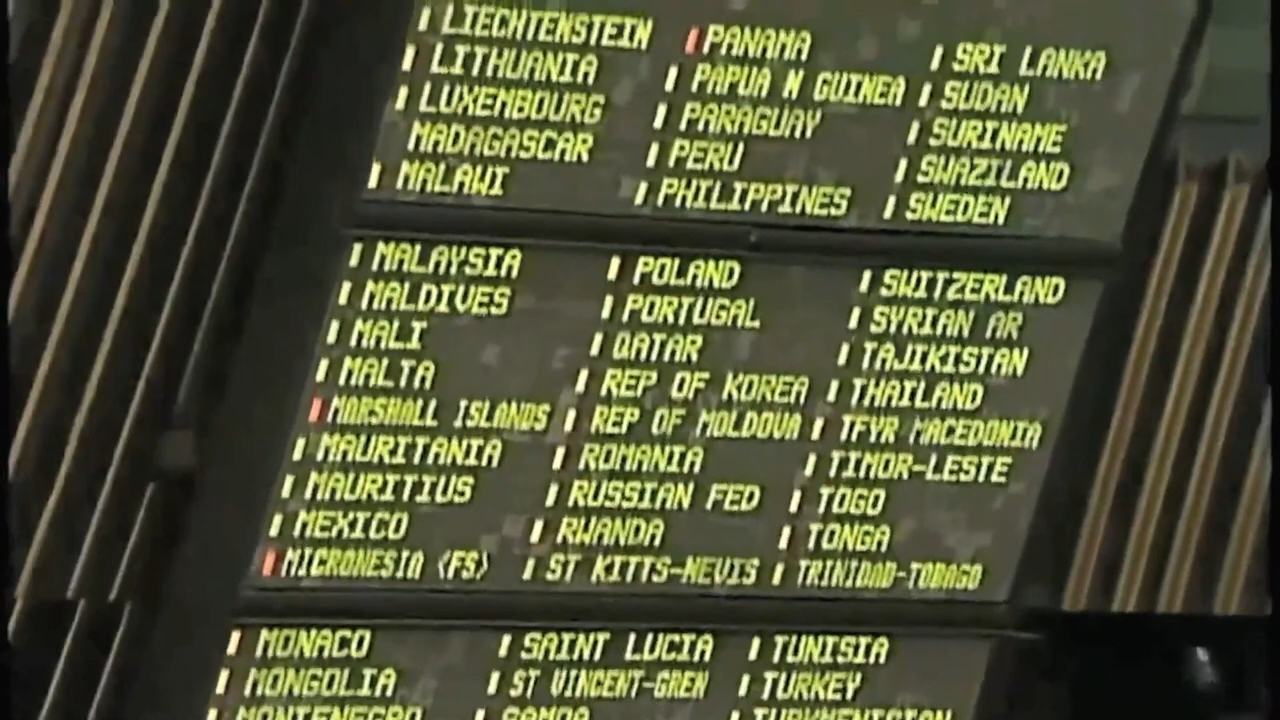 LIECHTENSTEIN
LITHUANIA
LUXEMBOURG
MADAGASCAR
MALAWI
MALAYSIA
MALDIVES
MALI
MALTA
MARSHALL ISLANDS
MAURITANIA
MAURITIUS
MEXICO
MICRONESIA (FS)
MONACO
MONGOLIA
MONTENEGRO
PANAMA
PAPUA N GUINEA
PARAGUAY
PERU
PHILIPPINES
POLAND
PORTUGAL
QATAR
REP OF KOREA
REP OF MOLDOVA
ROMANIA
RUSSIAN FED
RWANDA
ST KITTS-NEVIS
SAINT LUCIA
ST VINCENT-GREN
SAMOA
SRI LANKA
SUDAN
SURINAME
SWAZILAND
SWEDEN
SWITZERLAND
SYRIAN AR
TAJIKISTAN
THAILAND
TFYR MACEDONIA
TIMOR-LESTE
TOGO
TONGA
TRINIDAD-TOBAGO
TUNISIA
TURKEY
TURKMENISTAN